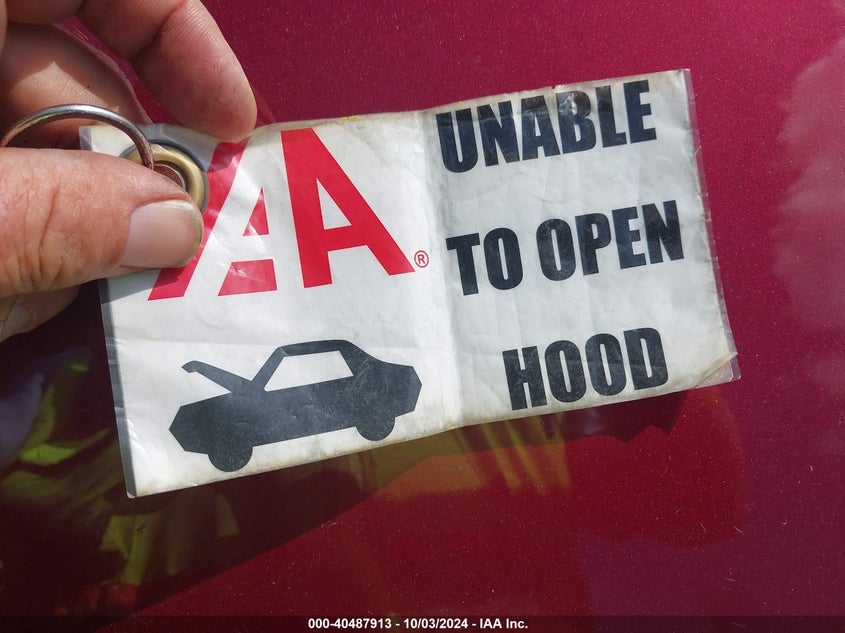 IAA®
UNABLE
TO OPEN
HOOD
000-40487913 - 10/03/2024 - IAA Inc.